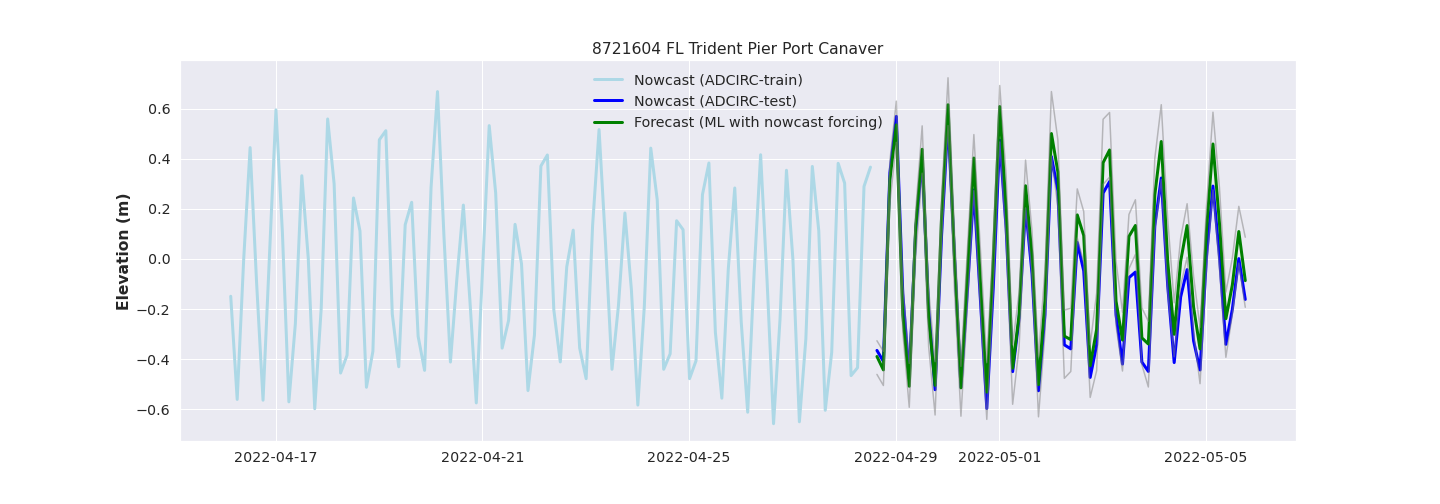 8721604 FL Trident Pier Port Canaver
Nowcast (ADCIRC-train)
Nowcast (ADCIRC-test)
Forecast (ML with nowcast forcing)
Elevation (m)
0.6
0.4
0.2
0.0
−0.2
−0.4
−0.6
2022-04-17 2022-04-21 2022-04-25 2022-04-29 2022-05-01 2022-05-05